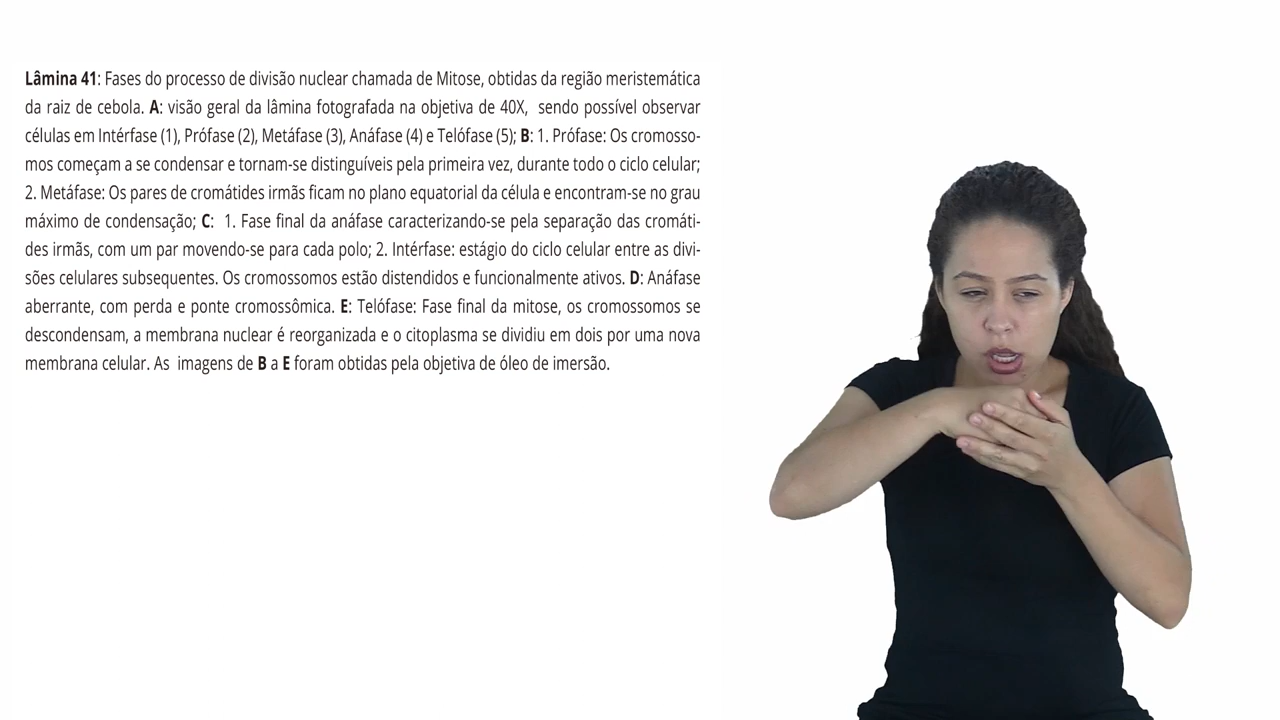 Lâmina 41: Fases do processo de divisão nuclear chamada de Mitose, obtidas da região meristemática
da raiz de cebola. A: visão geral da lâmina fotografada na objetiva de 40X, sendo possível observar
células em Intérfase (1), Prófase (2), Metáfase (3), Anáfase (4) e Telófase (5); B: 1. Prófase: Os cromosso-
mos começam a se condensar e tornam-se distinguíveis pela primeira vez, durante todo o ciclo celular;
2. Metáfase: Os pares de cromátides irmãs ficam no plano equatorial da célula e encontram-se no grau
máximo de condensação; C: 1. Fase final da anáfase caracterizando-se pela separação das cromáti-
des irmãs, com um par movendo-se para cada polo; 2. Intérfase: estágio do ciclo celular entre as divi-
sões celulares subsequentes. Os cromossomos estão distendidos e funcionalmente ativos. D: Anáfase
aberrante, com perda e ponte cromossômica. E: Telófase: Fase final da mitose, os cromossomos se
descondensam, a membrana nuclear é reorganizada e o citoplasma se dividiu em dois por uma nova
membrana celular. As imagens de B a E foram obtidas pela objetiva de óleo de imersão.